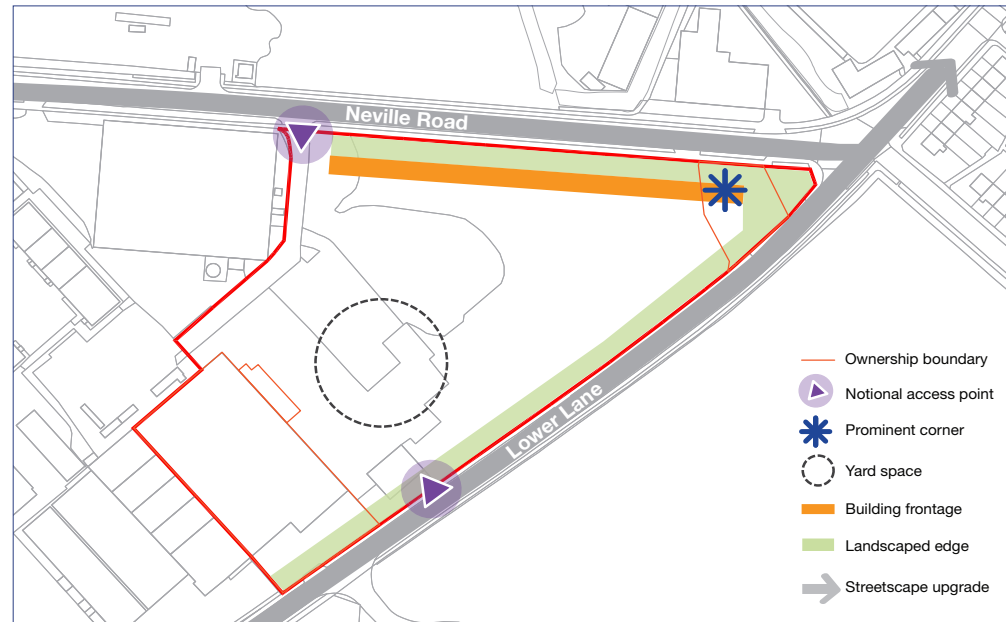 Neville Road
Lower Lane
Ownership boundary
Notional access point
Prominent corner
Yard space
Building frontage
Landscaped edge
Streetscape upgrade